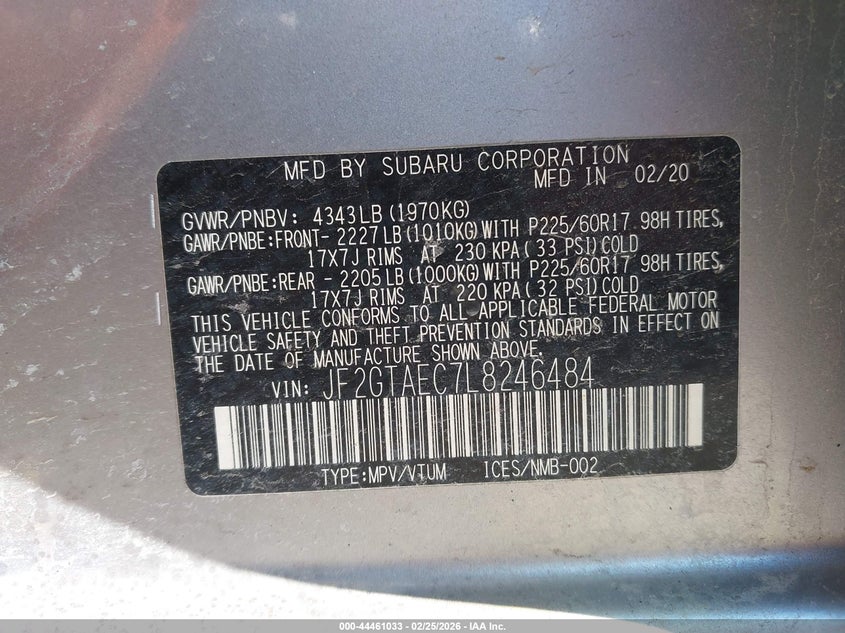 MFD BY SUBARU CORPORATION
MFD IN 02/20
GVWR/PNBV: 4343LB (1970KG)
GAWR/PNBE:FRONT- 2227LB (1010KG) WITH P225/60R17 98H TIRES,
17X7J RIMS AT 230 KPA (33 PSI) COLD
GAWR/PNBE:REAR - 2205LB (1000KG) WITH P225/60R17 98H TIRES,
17X7J RIMS AT 220 KPA (32 PSI) COLD
THIS VEHICLE CONFORMS TO ALL APPLICABLE FEDERAL MOTOR
VEHICLE SAFETY AND THEFT PREVENTION STANDARDS IN EFFECT ON
THE DATE OF MANUFACTURE SHOWN ABOVE.
VIN: JF2GTAEC7L8246484
TYPE:MPV/VTUM ICES/NMB-002
000-44461033 - 02/25/2026 - IAA Inc.